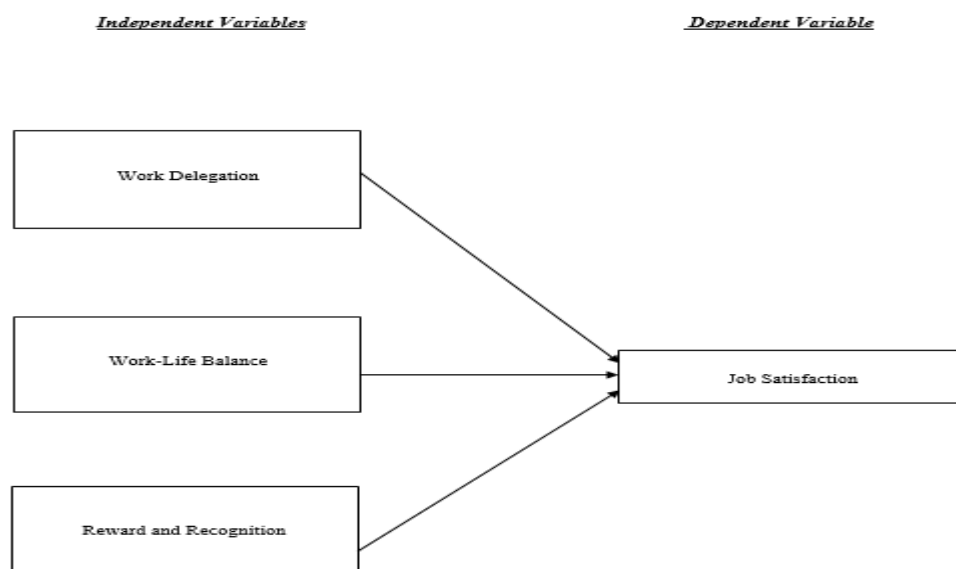 Independent Variables
Dependent Variable
Work Delegation
Work-Life Balance
Job Satisfaction
Reward and Recognition